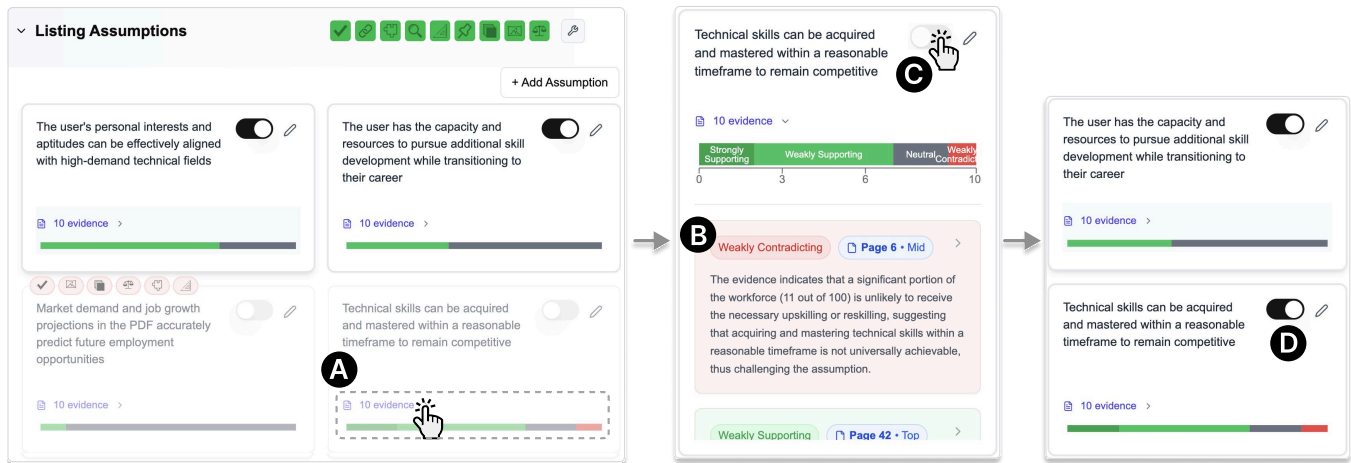 Listing Assumptions
+ Add Assumption
The user's personal interests and
aptitudes can be effectively aligned
with high-demand technical fields
10 evidence
The user has the capacity and
resources to pursue additional skill
development while transitioning to
their career
10 evidence
Market demand and job growth
projections in the PDF accurately
predict future employment
opportunities
10 evidence
Technical skills can be acquired
and mastered within a reasonable
timeframe to remain competitive
A
10 evidence
Technical skills can be acquired
and mastered within a reasonable
timeframe to remain competitive
C
10 evidence
Strongly
Supporting
Weakly Supporting
Neutral
Weakly
0 3 6 10
B
Weakly Contradicting
Page 6 • Mid
The evidence indicates that a significant portion of
the workforce (11 out of 100) is unlikely to receive
the necessary upskilling or reskilling, suggesting
that acquiring and mastering technical skills within a
reasonable timeframe is not universally achievable,
thus challenging the assumption.
Weakly Supporting
Page 42 • Top
The user has the capacity and
resources to pursue additional skill
development while transitioning to
their career
10 evidence
Technical skills can be acquired
and mastered within a reasonable
timeframe to remain competitive
D
10 evidence